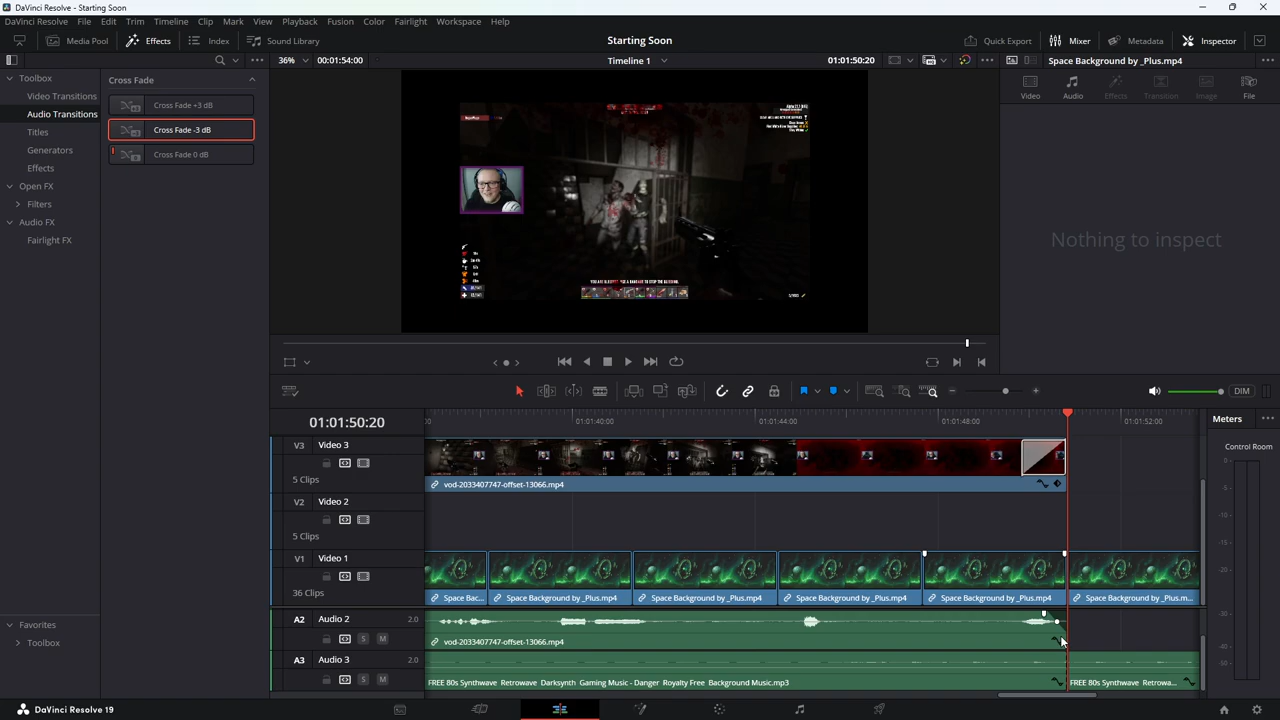 DaVinci Resolve - Starting Soon
DaVinci Resolve File Edit Trim Timeline Clip Mark View Playback Fusion Color Fairlight Workspace Help
Media Pool Effects Index Sound Library Starting Soon Quick Export Mixer Metadata Inspector
36% 00:01:54:00 Timeline 1 01:01:50:20 Space Background by _Plus.mp4
Toolbox
Video Transitions
Audio Transitions
Titles
Generators
Effects
Open FX
Filters
Audio FX
Fairlight FX
Cross Fade
Cross Fade +3 dB
Cross Fade -3 dB
Cross Fade 0 dB
Video Audio Effects Transition Image File
Nothing to inspect
DIM
01:01:50:20
01:01:40:00 01:01:44:00 01:01:48:00 01:01:52:00
Meters
Control Room
V3 Video 3
5 Clips
vod-2033407747-offset-13066.mp4
V2 Video 2
5 Clips
V1 Video 1
36 Clips
Space Bac... Space Background by _Plus.mp4 Space Background by _Plus.mp4 Space Background by _Plus.mp4 Space Background by _Plus.mp4 Space Background by _Plus.m...
A2 Audio 2 2.0
S M
vod-2033407747-offset-13066.mp4
A3 Audio 3 2.0
S M
FREE 80s Synthwave Retrowave Darksynth Gaming Music - Danger Royalty Free Background Music.mp3 FREE 80s Synthwave Retrowa...
0
-5
-10
-15
-20
-30
-40
-50
Favorites
Toolbox
DaVinci Resolve 19